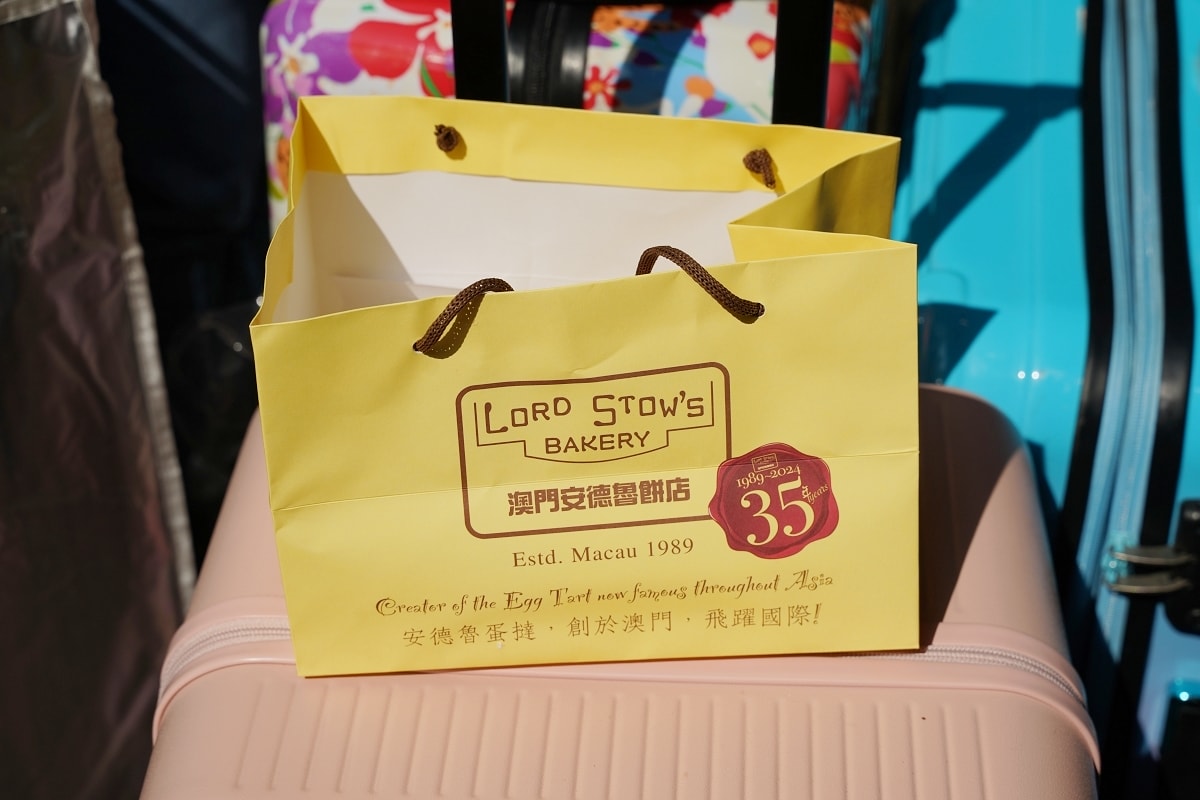 LORD STOW'S
BAKERY
澳門安德魯餅店
LORD STOW'S
1989-2024
35 years
Estd. Macau 1989
Creator of the Egg Tart now famous throughout Asia
安德魯蛋撻，創於澳門，飛躍國際!